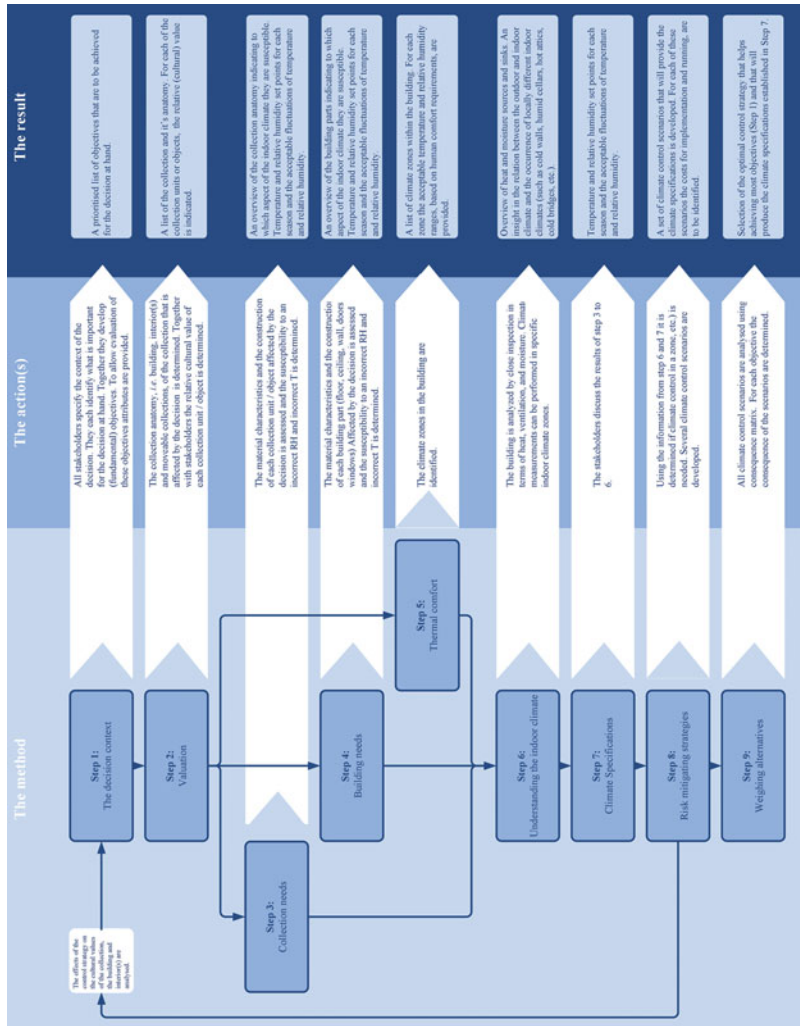 The method
The action(s)
The result
The effects of the
control strategy on
the cultural values
of the collection,
the building and
interior(s) are
analysed.
Step 1:
The decision context
All stakeholders specify the context of the
decision. They each identify what is important
for the decision at hand. Together they develop
(fundamental) objectives. To allow evaluation of
these objectives attributes are provided.
A prioritised list of objectives that are to be achieved
for the decision at hand.
Step 2:
Valuation
The collection anatomy, i.e. building, interior(s)
and moveable collections, of the collection that is
affected by the decision is determined. Together
with stakeholders the relative cultural value of
each collection unit / object is determined.
A list of the collection and it's anatomy. For each of the
collection units or objects, the relative (cultural) value
is indicated.
Step 3:
Collection needs
The material characteristics and the construction
of each collection unit / object affected by the
decision is assessed and the susceptibility to an
incorrect RH and incorrect T is determined.
An overview of the collection anatomy indicating to
which aspect of the indoor climate they are susceptible.
Temperature and relative humidity set points for each
season and the acceptable fluctuations of temperature
and relative humidity.
Step 4:
Building needs
The material characteristics and the construction
of each building part (floor, ceiling, wall, doors
windows) Affected by the decision is assessed
and the susceptibility to an incorrect RH and
incorrect T is determined.
An overview of the building parts indicating to which
aspect of the indoor climate they are susceptible.
Temperature and relative humidity set points for each
season and the acceptable fluctuations of temperature
and relative humidity
Step 5:
Thermal comfort
The climate zones in the building are
identified.
A list of climate zones within the building. For each
zone the acceptable temperature and relative humidity
ranges, based on human comfort requirements, are
provided.
Step 6:
Understanding the indoor climate
The building is analyzed by close inspection in
terms of heat, ventilation, and moisture. Climat
measurements can be performed in specific
indoor climate zones.
Overview of heat and moisture sources and sinks. An
insight in the relation between the outdoor and indoor
climate and the occurrence of locally different indoor
climates (such as cold walls, humid cellars, hot attics,
cold bridges, etc.)
Step 7:
Climate Specifications
The stakeholders discuss the results of step 3 to
6.
Temperature and relative humidity set points for each
season and the acceptable fluctuations of temperature
and relative humidity.
Step 8:
Risk mitigating strategies
Using the information from step 6 and 7 it is
determined if climate control in a zone, etc.) is
needed. Several climate control scenarios are
developed.
A set of climate control scenarios that will provide the
climate specifications is developed. For each of these
scenarios the costs for implementation and running, are
to be identified.
Step 9:
Weighing alternatives
All climate control scenarios are analysed using
consequence matrix. For each objective the
consequence of the scenarios are determined.
Selection of the optimal control strategy that helps
achieving most objectives (Step 1) and that will
produce the climate specifications established in Step 7.